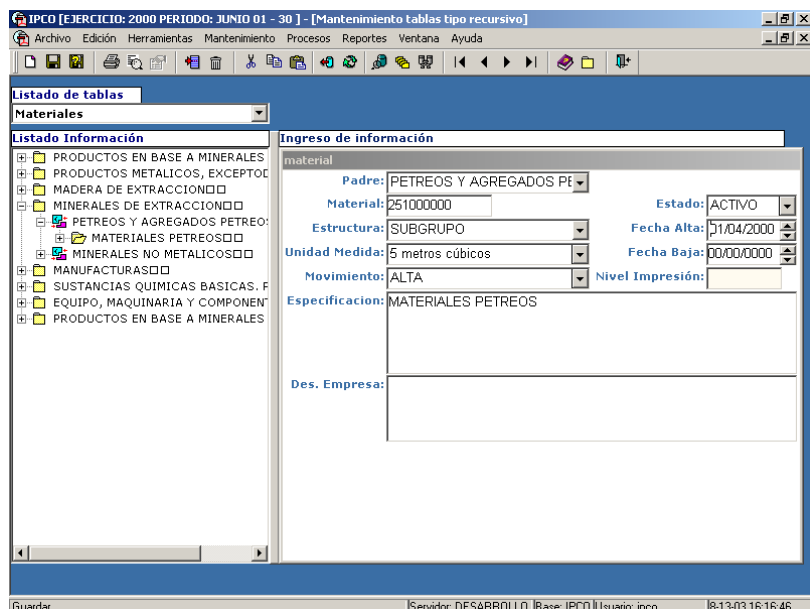 IPCO [EJERCICIO: 2000 PERIODO: JUNIO 01 - 30 ] - [Mantenimiento tablas tipo recursivo]
Archivo Edición Herramientas Mantenimiento Procesos Reportes Ventana Ayuda
Listado de tablas
Materiales
Listado Información
PRODUCTOS EN BASE A MINERALES
PRODUCTOS METALICOS, EXCEPTO
MADERA DE EXTRACCION
MINERALES DE EXTRACCION
PETREOS Y AGREGADOS PETREO
MATERIALES PETREOS
MINERALES NO METALICOS
MANUFACTURAS
SUSTANCIAS QUIMICAS BASICAS. F
EQUIPO, MAQUINARIA Y COMPONENT
PRODUCTOS EN BASE A MINERALES
Ingreso de información
material
Padre: PETREOS Y AGREGADOS PE
Material: 251000000 Estado: ACTIVO
Estructura: SUBGRUPO Fecha Alta: 01/04/2000
Unidad Medida: 5 metros cúbicos Fecha Baja: 00/00/0000
Movimiento: ALTA Nivel Impresión:
Especificacion: MATERIALES PETREOS
Des. Empresa:
Guardar Servidor: DESARROLLO Base: IPCO Usuario: ipco 8-13-03 16:16:46